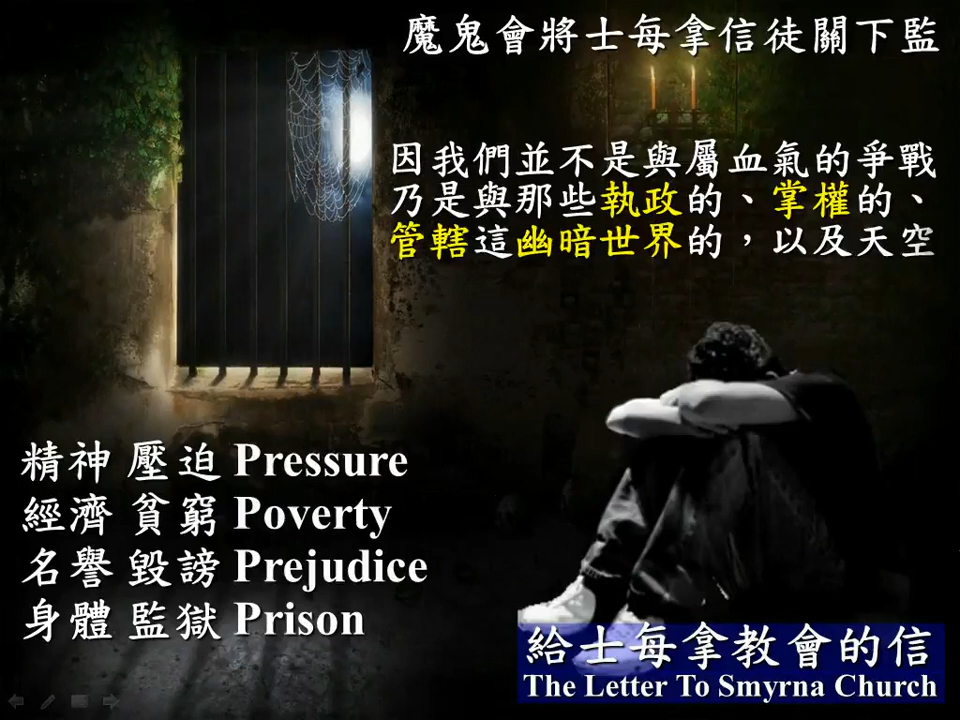 魔鬼會將士每拿信徒關下監
因我們並不是與屬血氣的爭戰
乃是與那些執政的、掌權的、
管轄這幽暗世界的，以及天空
精神 壓迫 Pressure
經濟 貧窮 Poverty
名譽 毀謗 Prejudice
身體 監獄 Prison
給士每拿教會的信
The Letter To Smyrna Church